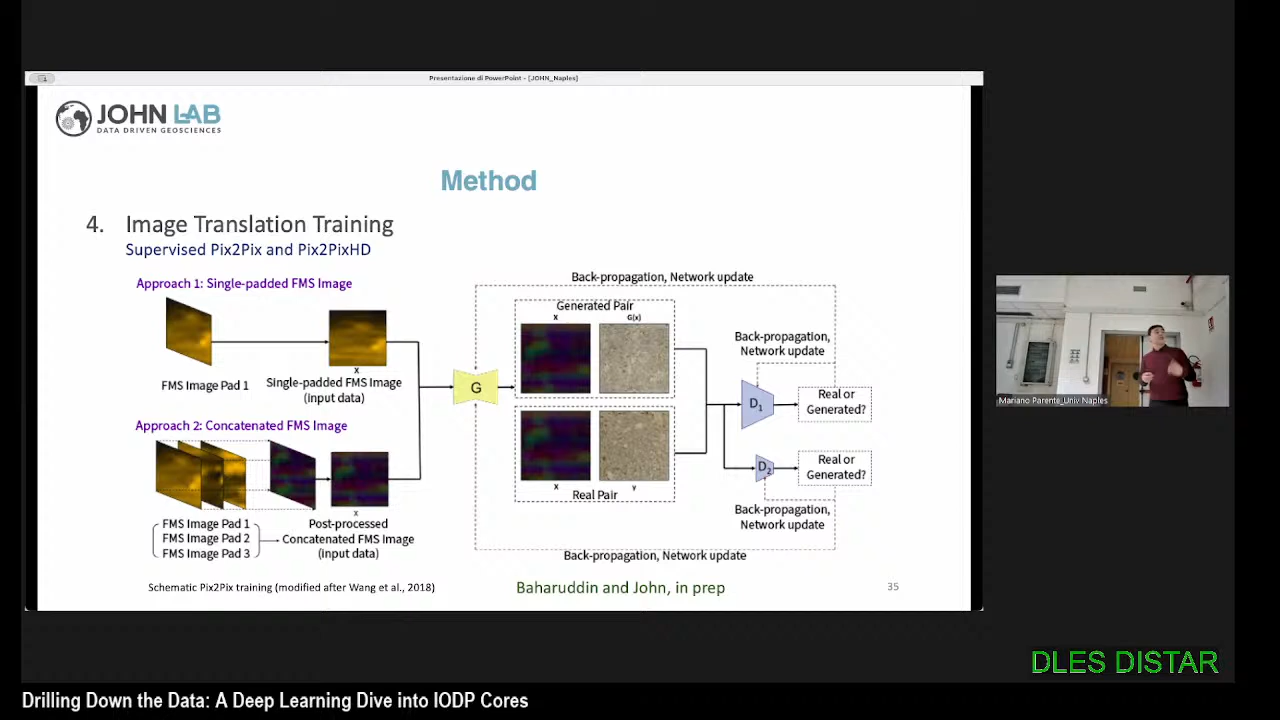 Presentazione di PowerPoint - [JOHN_Naples]
JOHN LAB
DATA DRIVEN GEOSCIENCES
Method
4. Image Translation Training
Supervised Pix2Pix and Pix2PixHD
Approach 1: Single-padded FMS Image
FMS Image Pad 1
x
Single-padded FMS Image
(input data)
Approach 2: Concatenated FMS Image
FMS Image Pad 1
FMS Image Pad 2
FMS Image Pad 3
x
Post-processed
Concatenated FMS Image
(input data)
G
Back-propagation, Network update
Generated Pair
x G(x)
x y
Real Pair
Back-propagation,
Network update
D1
Real or
Generated?
D2
Real or
Generated?
Back-propagation,
Network update
Back-propagation, Network update
Schematic Pix2Pix training (modified after Wang et al., 2018)
Baharuddin and John, in prep
35
Mariano Parente_Univ Naples
DLES DISTAR
Drilling Down the Data: A Deep Learning Dive into IODP Cores